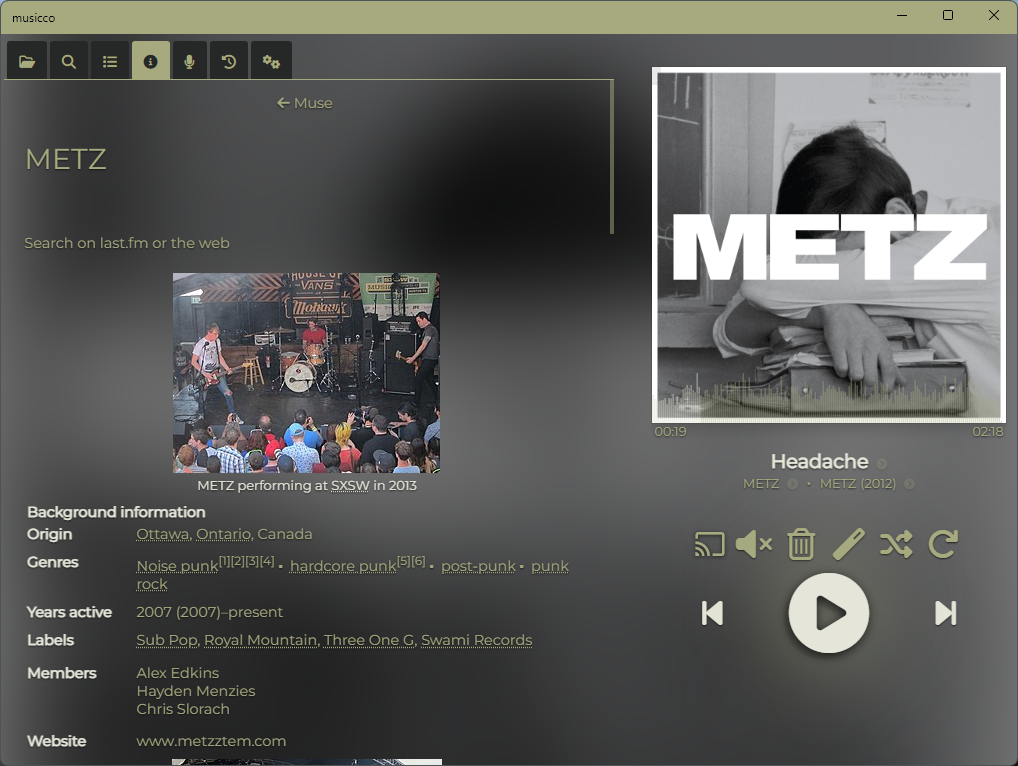 musicco
Muse
METZ
Search on last.fm or the web
HOUSE OF
VANS
MUSIC
Mohawk
METZ performing at SXSW in 2013
Background information
Origin Ottawa, Ontario, Canada
Genres Noise punk[1][2][3][4] • hardcore punk[5][6] • post-punk • punk
rock
Years active 2007 (2007)–present
Labels Sub Pop, Royal Mountain, Three One G, Swami Records
Members Alex Edkins
Hayden Menzies
Chris Slorach
Website www.metzztem.com
METZ
00:19 02:18
Headache
METZ • METZ (2012)